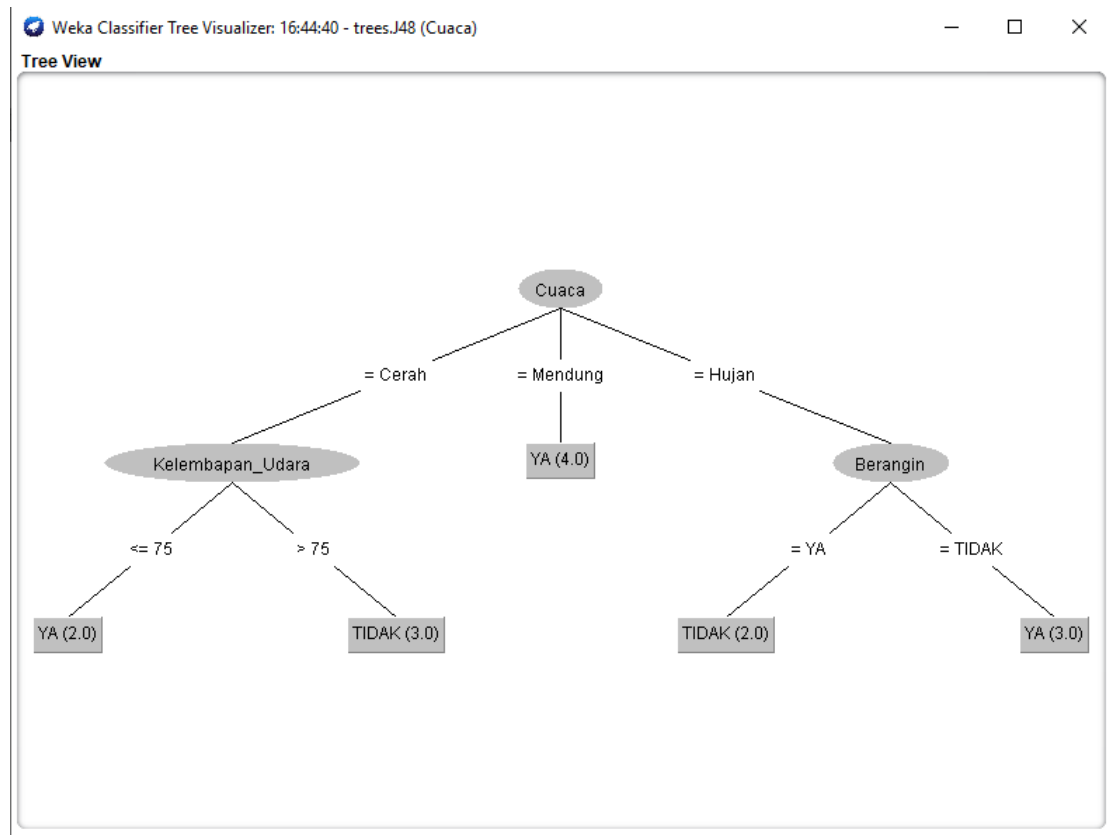 Weka Classifier Tree Visualizer: 16:44:40 - trees.J48 (Cuaca)
Tree View
Cuaca
= Cerah
= Mendung
= Hujan
Kelembapan_Udara
YA (4.0)
Berangin
<= 75
> 75
= YA
= TIDAK
YA (2.0)
TIDAK (3.0)
TIDAK (2.0)
YA (3.0)